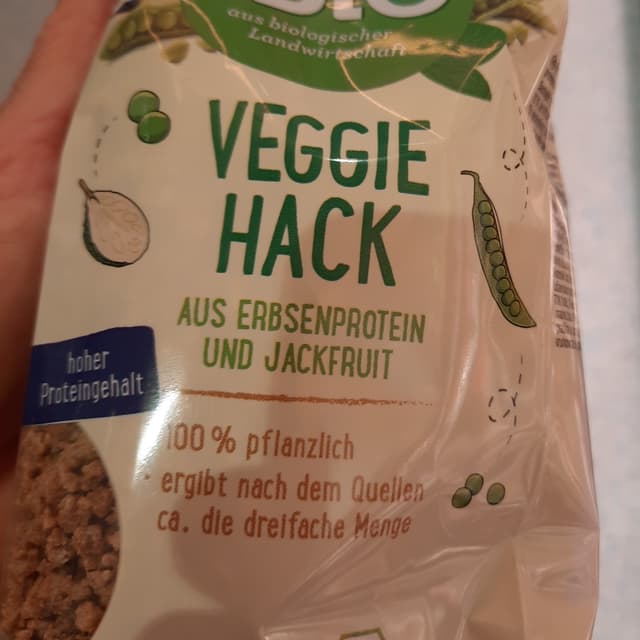 BIO
aus biologischer
Landwirtschaft
VEGGIE
HACK
AUS ERBSENPROTEIN
UND JACKFRUIT
hoher
Proteingehalt
100 % pflanzlich
· ergibt nach dem Quellen
ca. die dreifache Menge